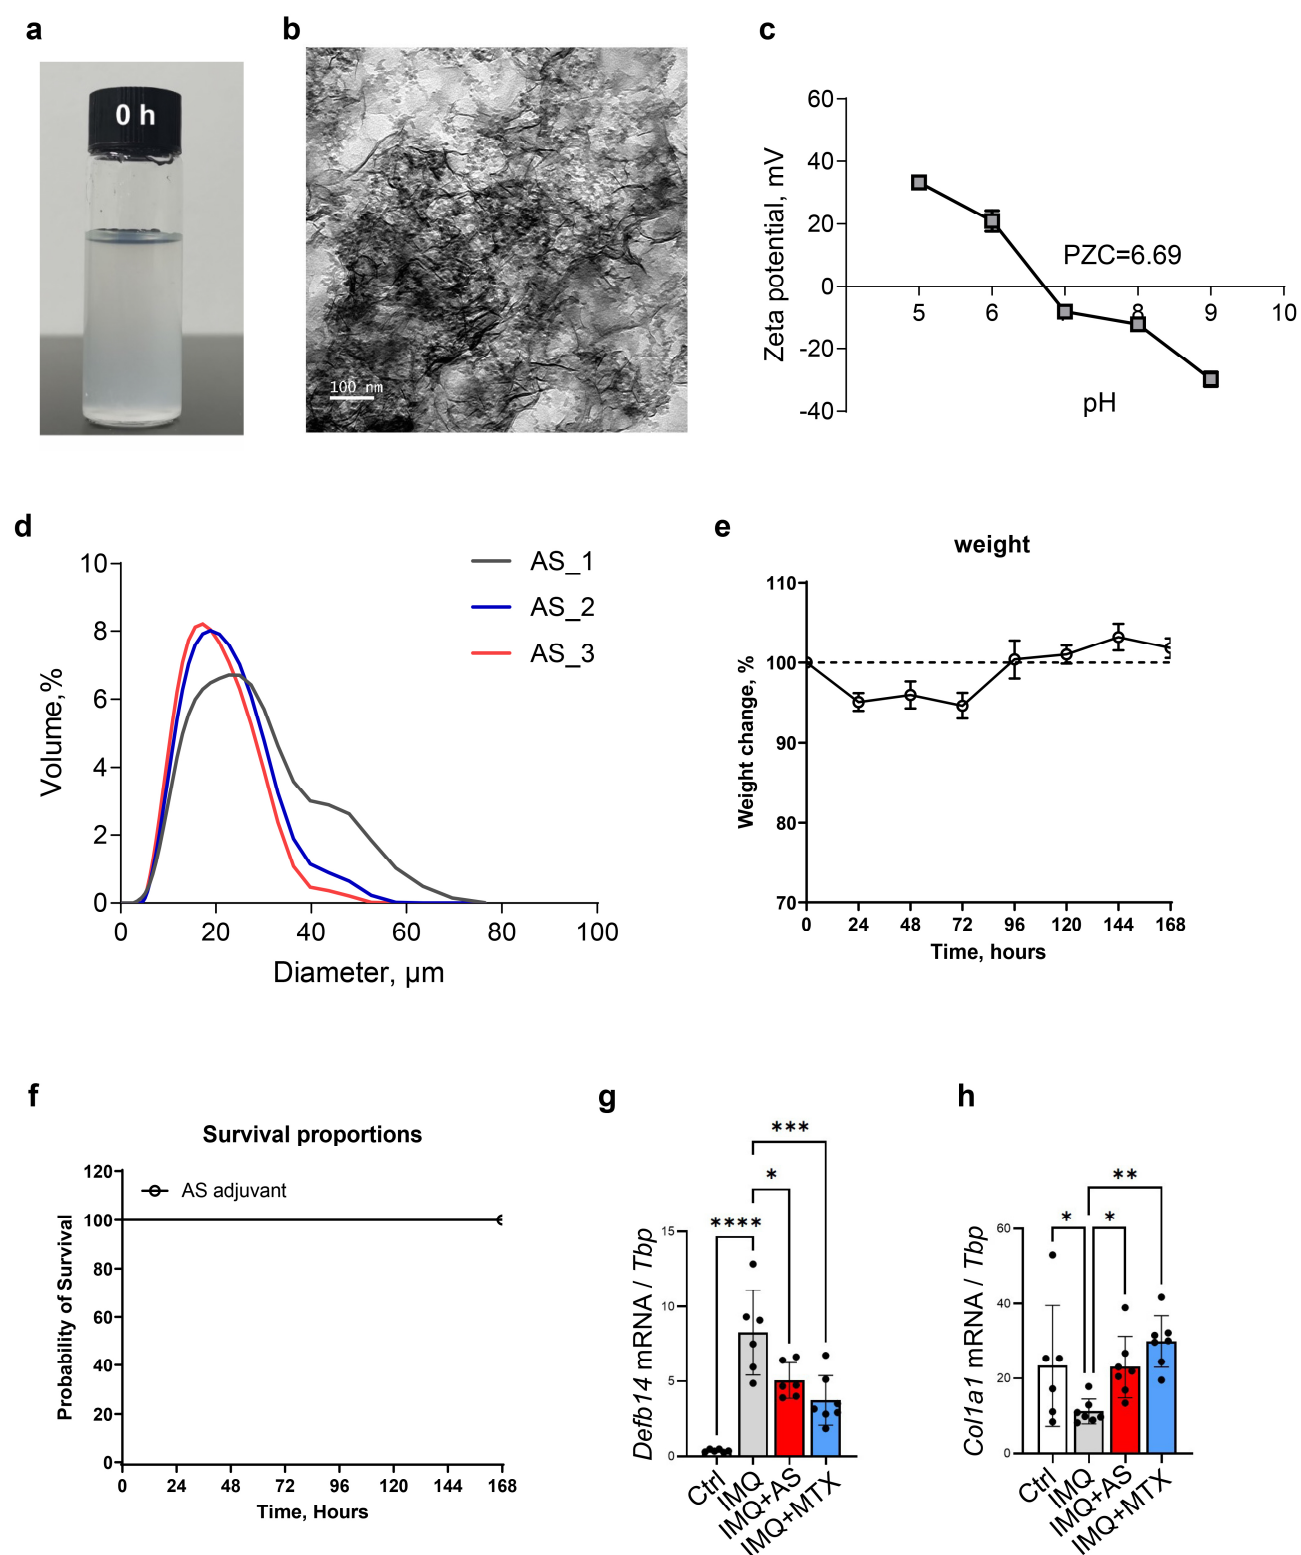 a
0 h
b
100 nm
c
60
40
20
0
-20
-40
Zeta potential, mV
PZC=6.69
5
6
8
9
10
pH
d
10
8
6
4
2
0
Volume,%
AS_1
AS_2
AS_3
0
20
40
60
80
100
Diameter, µm
e
weight
110
100
90
80
70
Weight change, %
0
24
48
72
96
120
144
168
Time, hours
f
Survival proportions
120
100
80
60
40
20
0
Probability of Survival
AS adjuvant
0
24
48
72
96
120
144
168
Time, Hours
g
***
*
****
15
10
5
0
Defb14 mRNA / Tbp
Ctrl
IMQ
IMQ+AS
IMQ+MTX
h
**
*
*
60
40
20
0
Col1a1 mRNA / Tbp
Ctrl
IMQ
IMQ+AS
IMQ+MTX